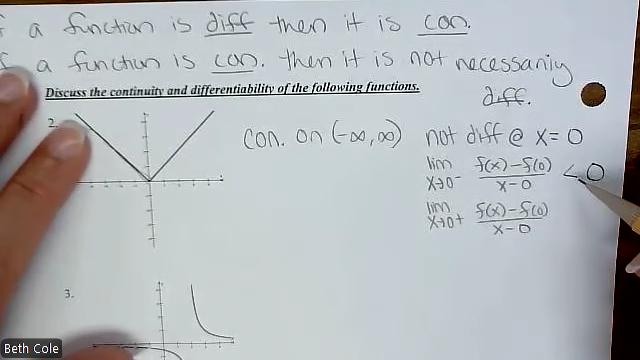 a function is diff then it is con.
a function is con. then it is not necessarily
diff.
Discuss the continuity and differentiability of the following functions.
2.
con. on (-∞,∞) not diff @ x=0
lim x→0⁻ f(x)-f(0) / x-0 < 0
lim x→0+ f(x)-f(0) / x-0
3.
Beth Cole